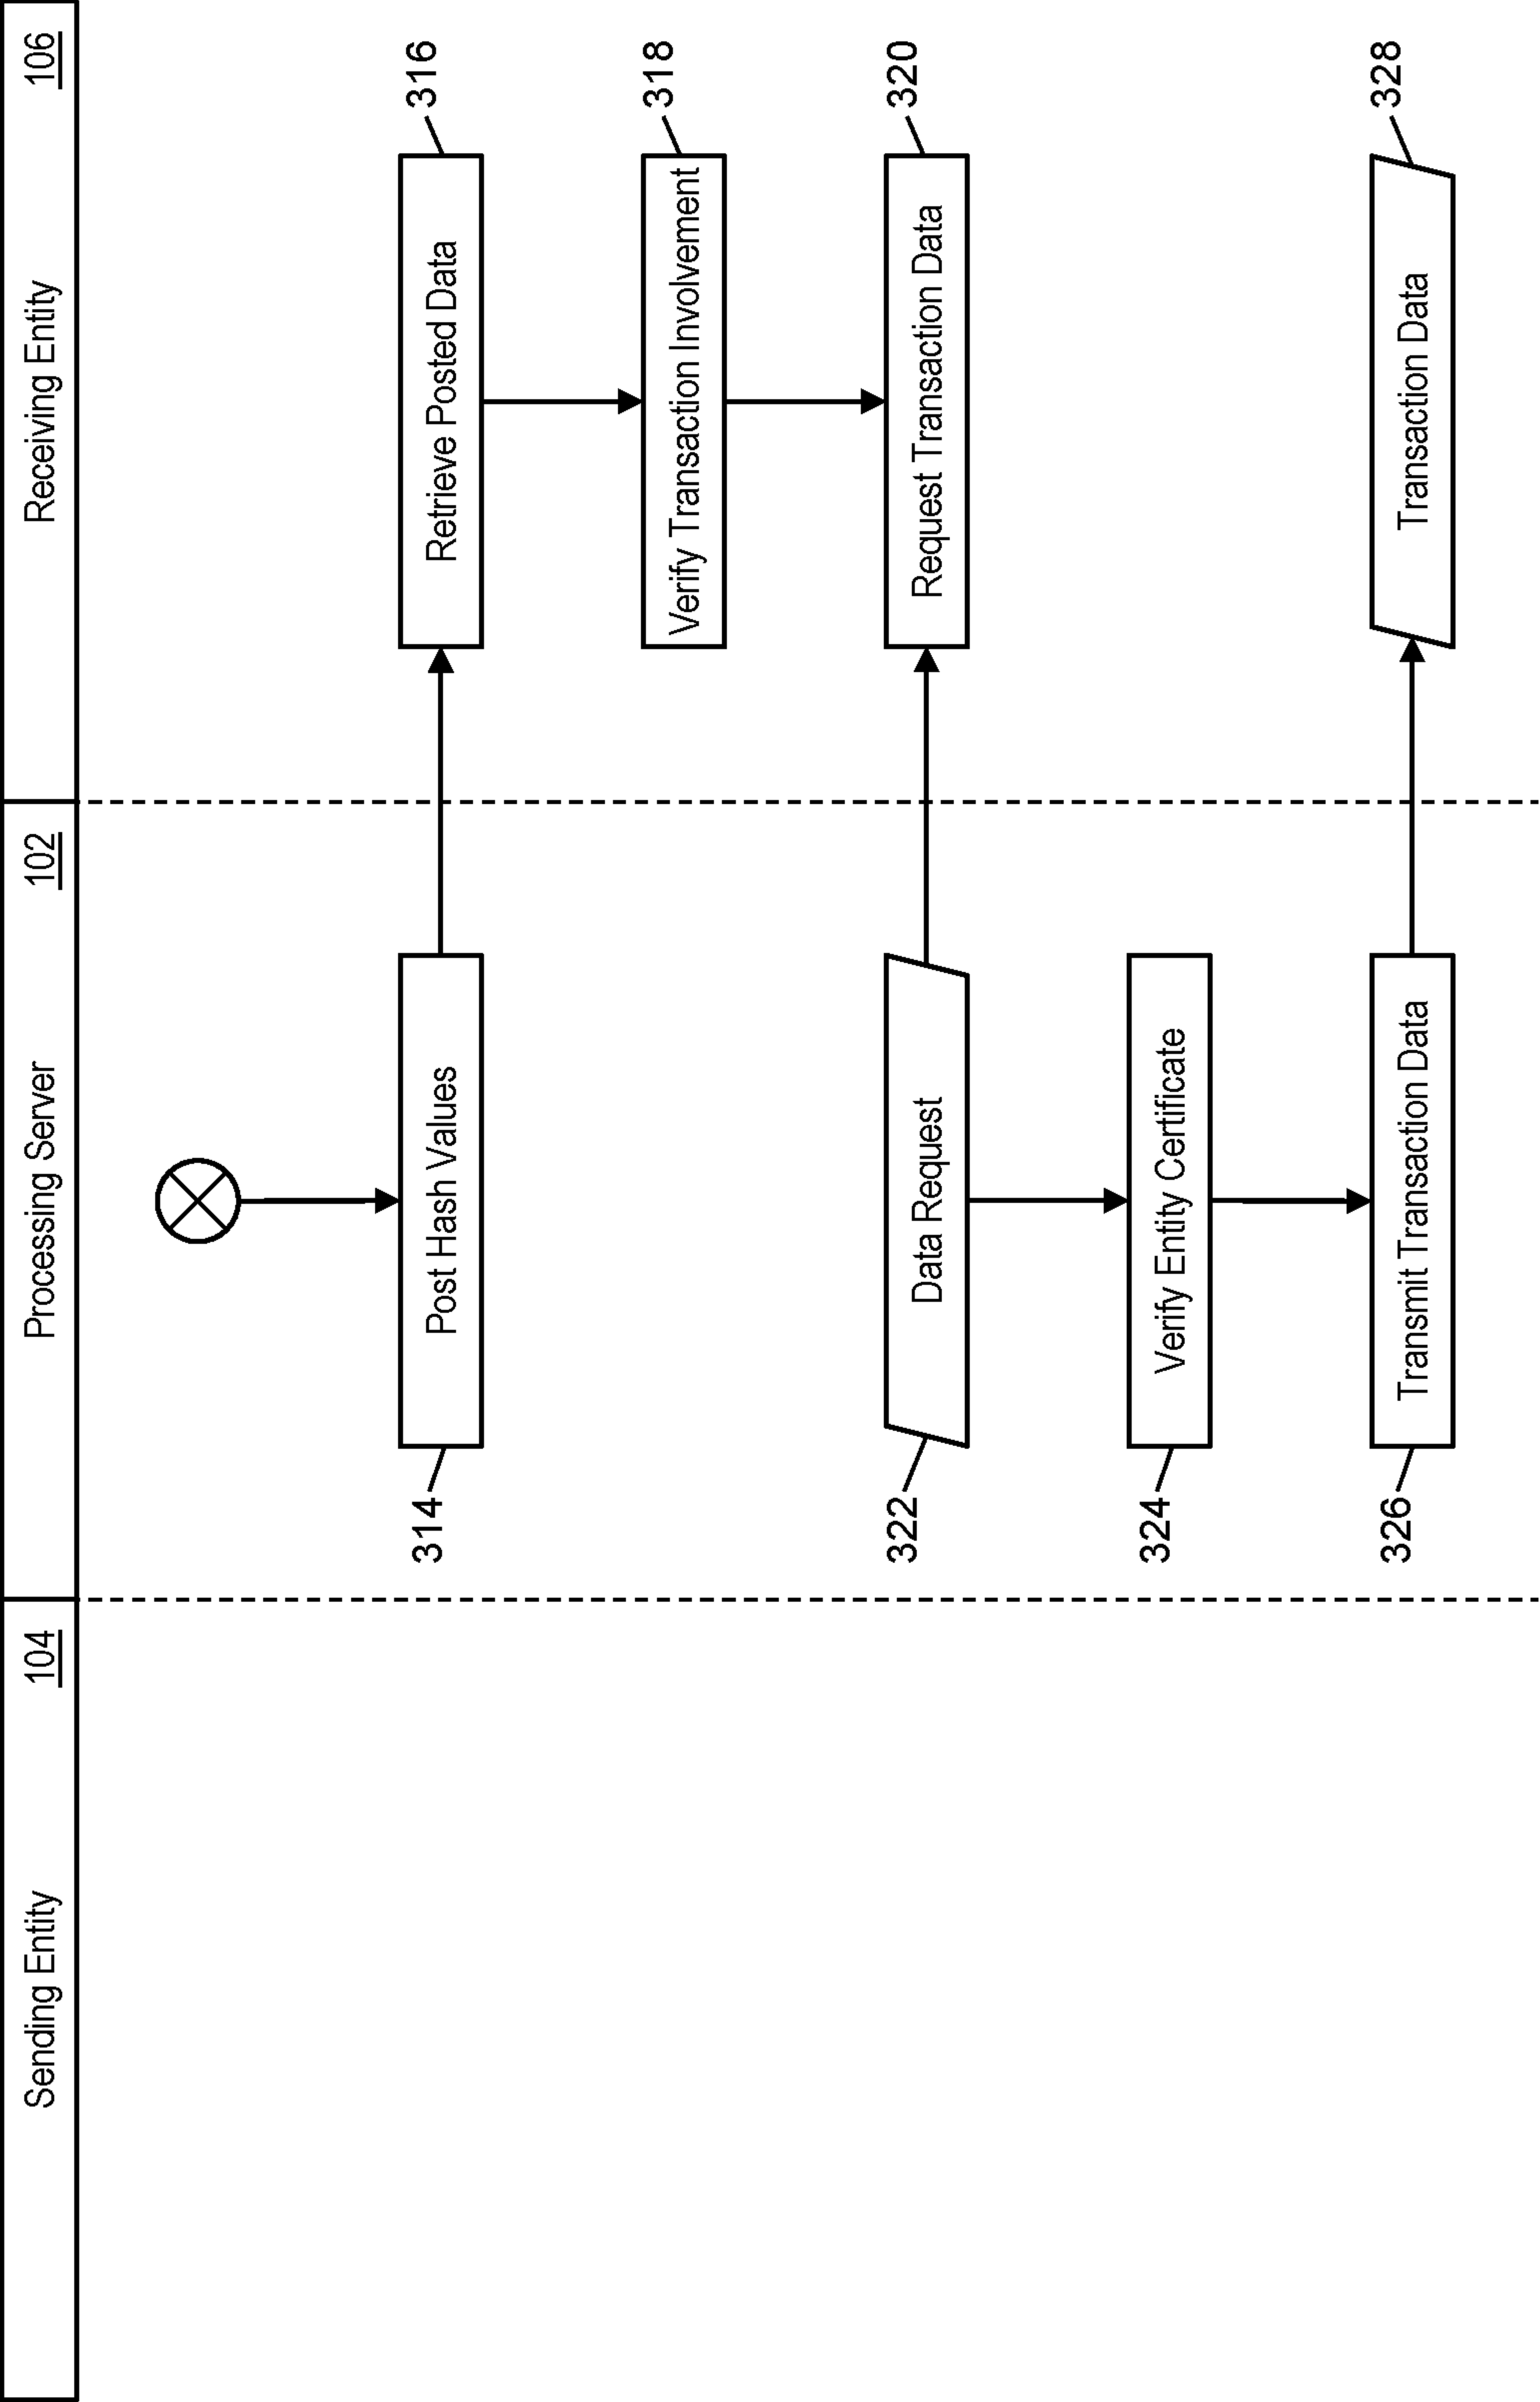 Sending Entity 104
Processing Server 102
Receiving Entity 106
314 Post Hash Values
Retrieve Posted Data 316
Verify Transaction Involvement 318
322 Data Request
Request Transaction Data 320
324 Verify Entity Certificate
326 Transmit Transaction Data
Transaction Data 328